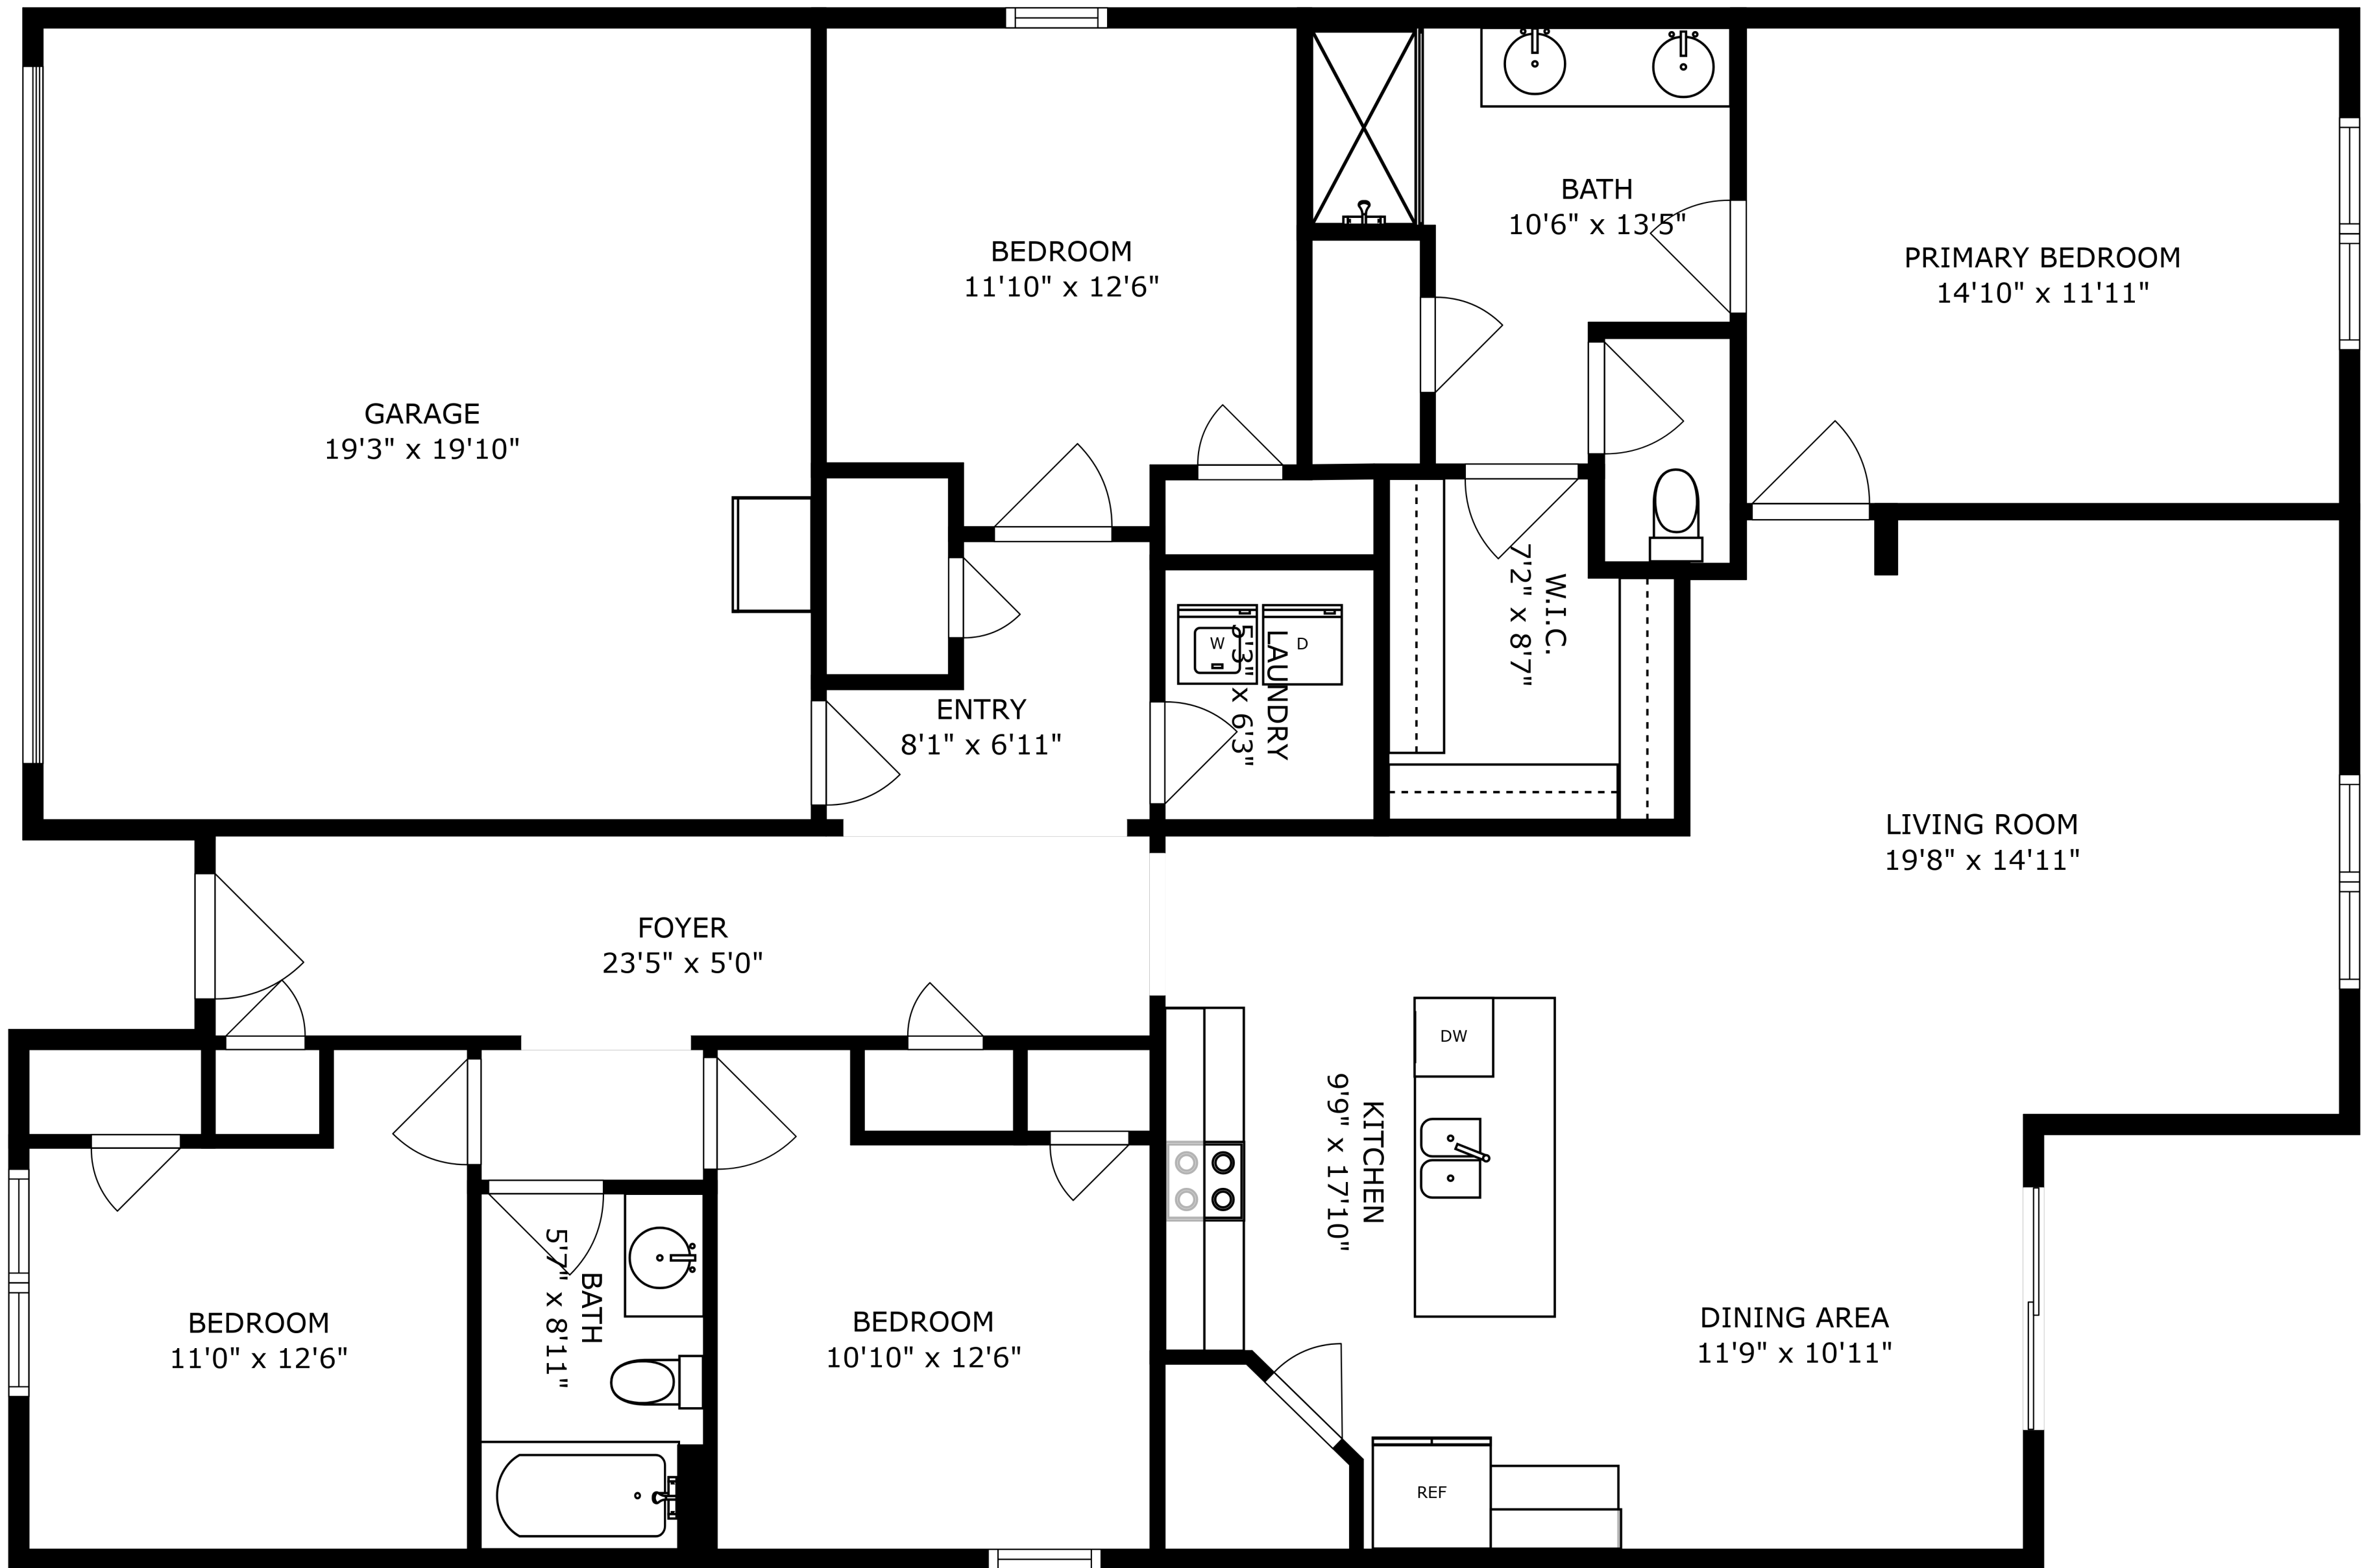 BATH
10'6" x 13'5"
BEDROOM
11'10" x 12'6"
PRIMARY BEDROOM
14'10" x 11'11"
GARAGE
19'3" x 19'10"
W.I.C.
7'2" x 8'7"
W
D
LAUNDRY
5'3" x 6'3"
ENTRY
8'1" x 6'11"
LIVING ROOM
19'8" x 14'11"
FOYER
23'5" x 5'0"
DW
KITCHEN
9'9" x 17'10"
BEDROOM
11'0" x 12'6"
BATH
5'7" x 8'11"
BEDROOM
10'10" x 12'6"
DINING AREA
11'9" x 10'11"
REF